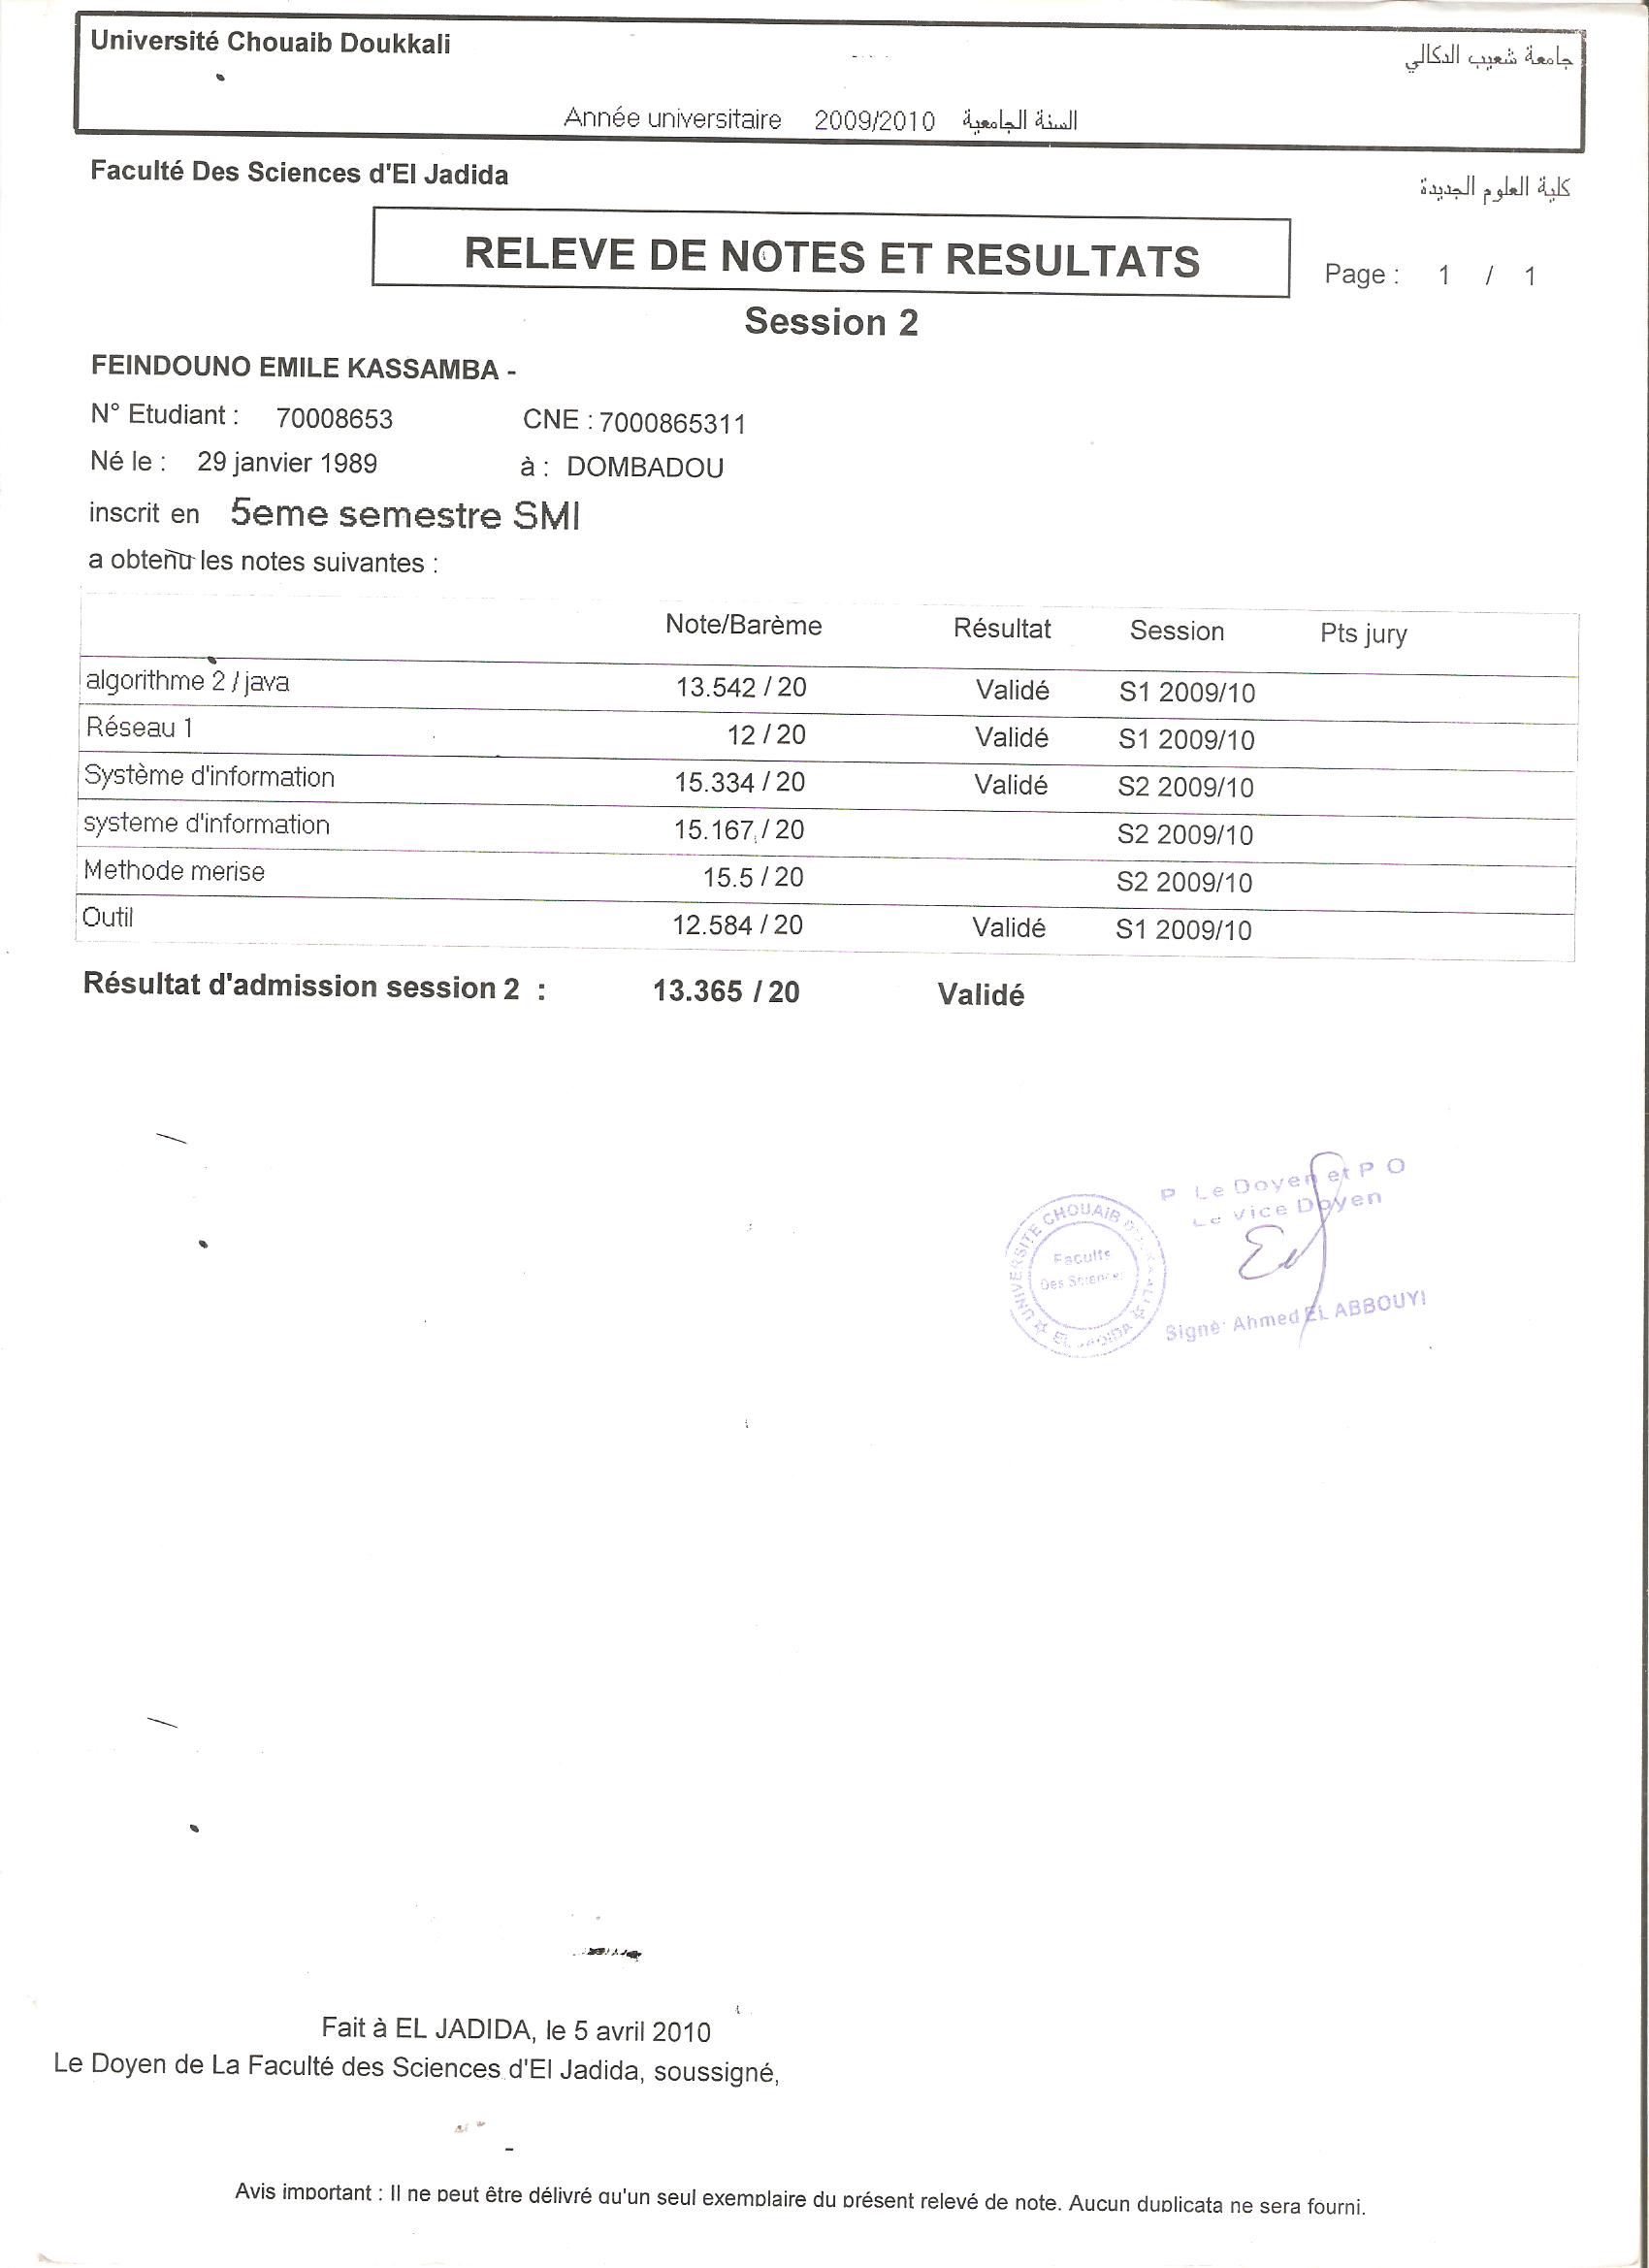 Université Chouaib Doukkali
جامعة شعيب الدكالي
Année universitaire 2009/2010 السنة الجامعية
Faculté Des Sciences d'El Jadida
كلية العلوم الجديدة
RELEVE DE NOTES ET RESULTATS
Page : 1 / 1
Session 2
FEINDOUNO EMILE KASSAMBA -
N° Etudiant : 70008653 CNE : 7000865311
Né le : 29 janvier 1989 à : DOMBADOU
inscrit en 5eme semestre SMI
a obtenu les notes suivantes :
Note/Barème Résultat Session Pts jury
algorithme 2 / java 13.542 / 20 Validé S1 2009/10
Réseau 1 12 / 20 Validé S1 2009/10
Système d'information 15.334 / 20 Validé S2 2009/10
systeme d'information 15.167 / 20 S2 2009/10
Methode merise 15.5 / 20 S2 2009/10
Outil 12.584 / 20 Validé S1 2009/10
Résultat d'admission session 2 : 13.365 / 20 Validé
P Le Doyen et P O
Le Vice Doyen
UNIVERSITE CHOUAIB DOUKKALI
Faculté
Des Sciences
EL JADIDA
Signé: Ahmed EL ABBOUYI
Fait à EL JADIDA, le 5 avril 2010
Le Doyen de La Faculté des Sciences d'El Jadida, soussigné,
Avis important : Il ne peut être délivré qu'un seul exemplaire du présent relevé de note. Aucun duplicata ne sera fourni.